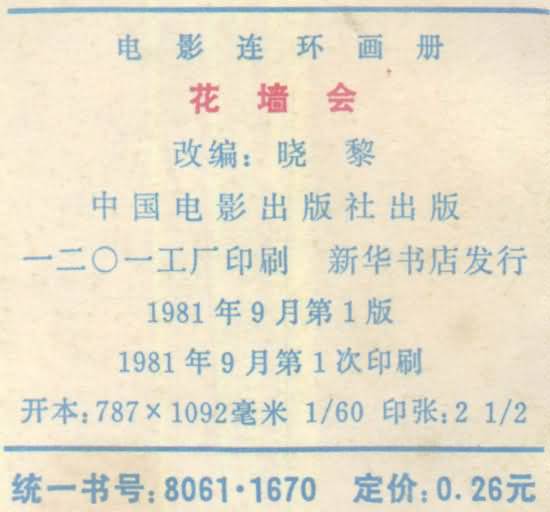 电影连环画册
花墙会
改编：晓 黎
中国电影出版社出版
一二〇一工厂印刷 新华书店发行
1981年9月第1版
1981年9月第1次印刷
开本：787×1092毫米 1/60 印张：2 1/2
统一书号：8061·1670 定价：0.26元